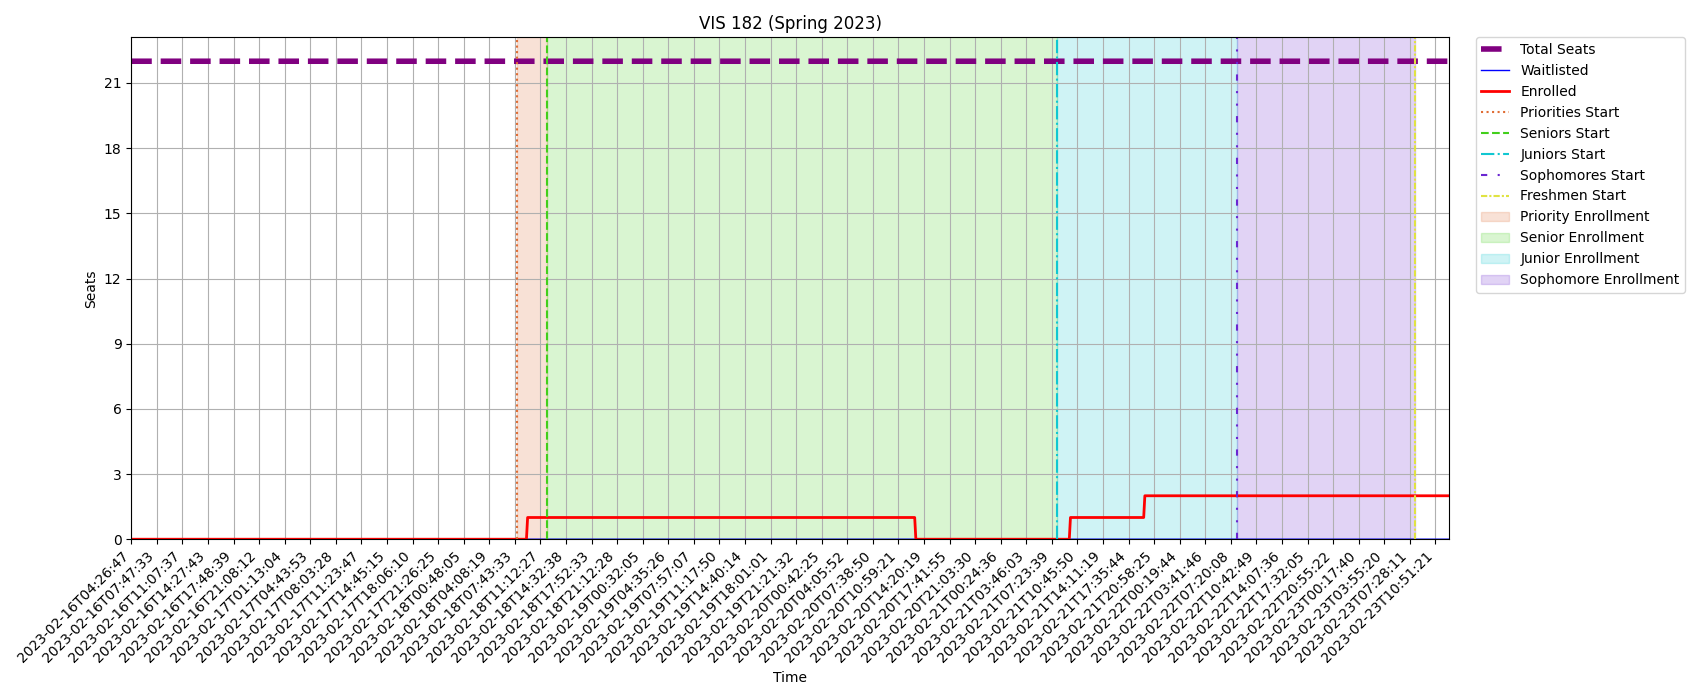 VIS 182 (Spring 2023)
Total Seats
Waitlisted
Enrolled
Priorities Start
Seniors Start
Juniors Start
Sophomores Start
Freshmen Start
Priority Enrollment
Senior Enrollment
Junior Enrollment
Sophomore Enrollment
Seats
21
18
15
12
9
6
3
0
2023-02-16T04:26:47
2023-02-16T07:47:33
2023-02-16T11:07:37
2023-02-16T14:27:43
2023-02-16T17:48:39
2023-02-16T21:08:12
2023-02-17T01:13:04
2023-02-17T04:43:53
2023-02-17T08:03:28
2023-02-17T11:23:47
2023-02-17T14:45:15
2023-02-17T18:06:10
2023-02-17T21:26:25
2023-02-18T00:48:05
2023-02-18T04:08:19
2023-02-18T07:43:33
2023-02-18T11:12:27
2023-02-18T14:32:38
2023-02-18T17:52:33
2023-02-18T21:12:28
2023-02-19T00:32:05
2023-02-19T04:35:26
2023-02-19T07:57:07
2023-02-19T11:17:50
2023-02-19T14:40:14
2023-02-19T18:01:01
2023-02-19T21:21:32
2023-02-20T00:42:25
2023-02-20T04:05:52
2023-02-20T07:38:50
2023-02-20T10:59:21
2023-02-20T14:20:19
2023-02-20T17:41:55
2023-02-20T21:03:30
2023-02-21T00:24:36
2023-02-21T03:46:03
2023-02-21T07:23:39
2023-02-21T10:45:50
2023-02-21T14:11:19
2023-02-21T17:35:44
2023-02-21T20:58:25
2023-02-22T00:19:44
2023-02-22T03:41:46
2023-02-22T07:20:08
2023-02-22T10:42:49
2023-02-22T14:07:36
2023-02-22T17:32:05
2023-02-22T20:55:22
2023-02-23T00:17:40
2023-02-23T03:55:20
2023-02-23T07:28:11
2023-02-23T10:51:21
Time